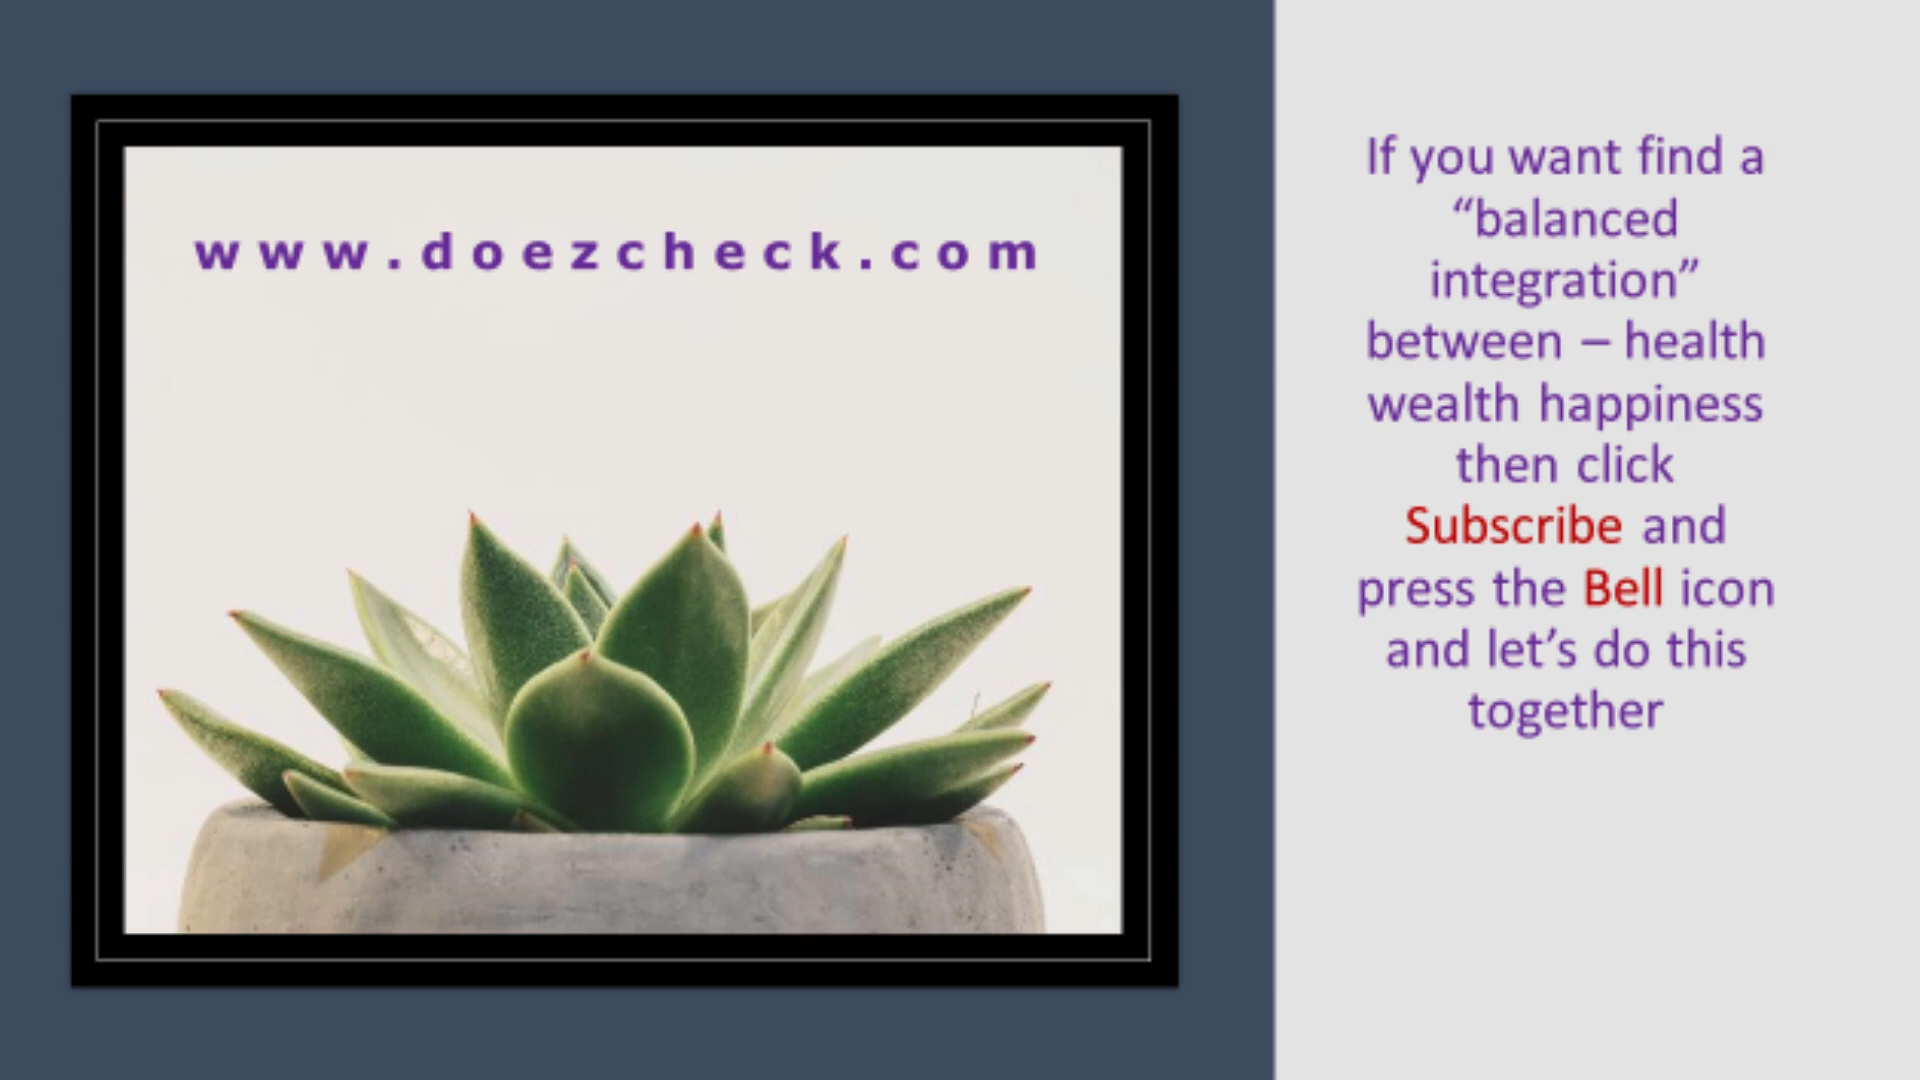 www.doezcheck.com
If you want find a
“balanced
integration”
between – health
wealth happiness
then click
Subscribe and
press the Bell icon
and let’s do this
together